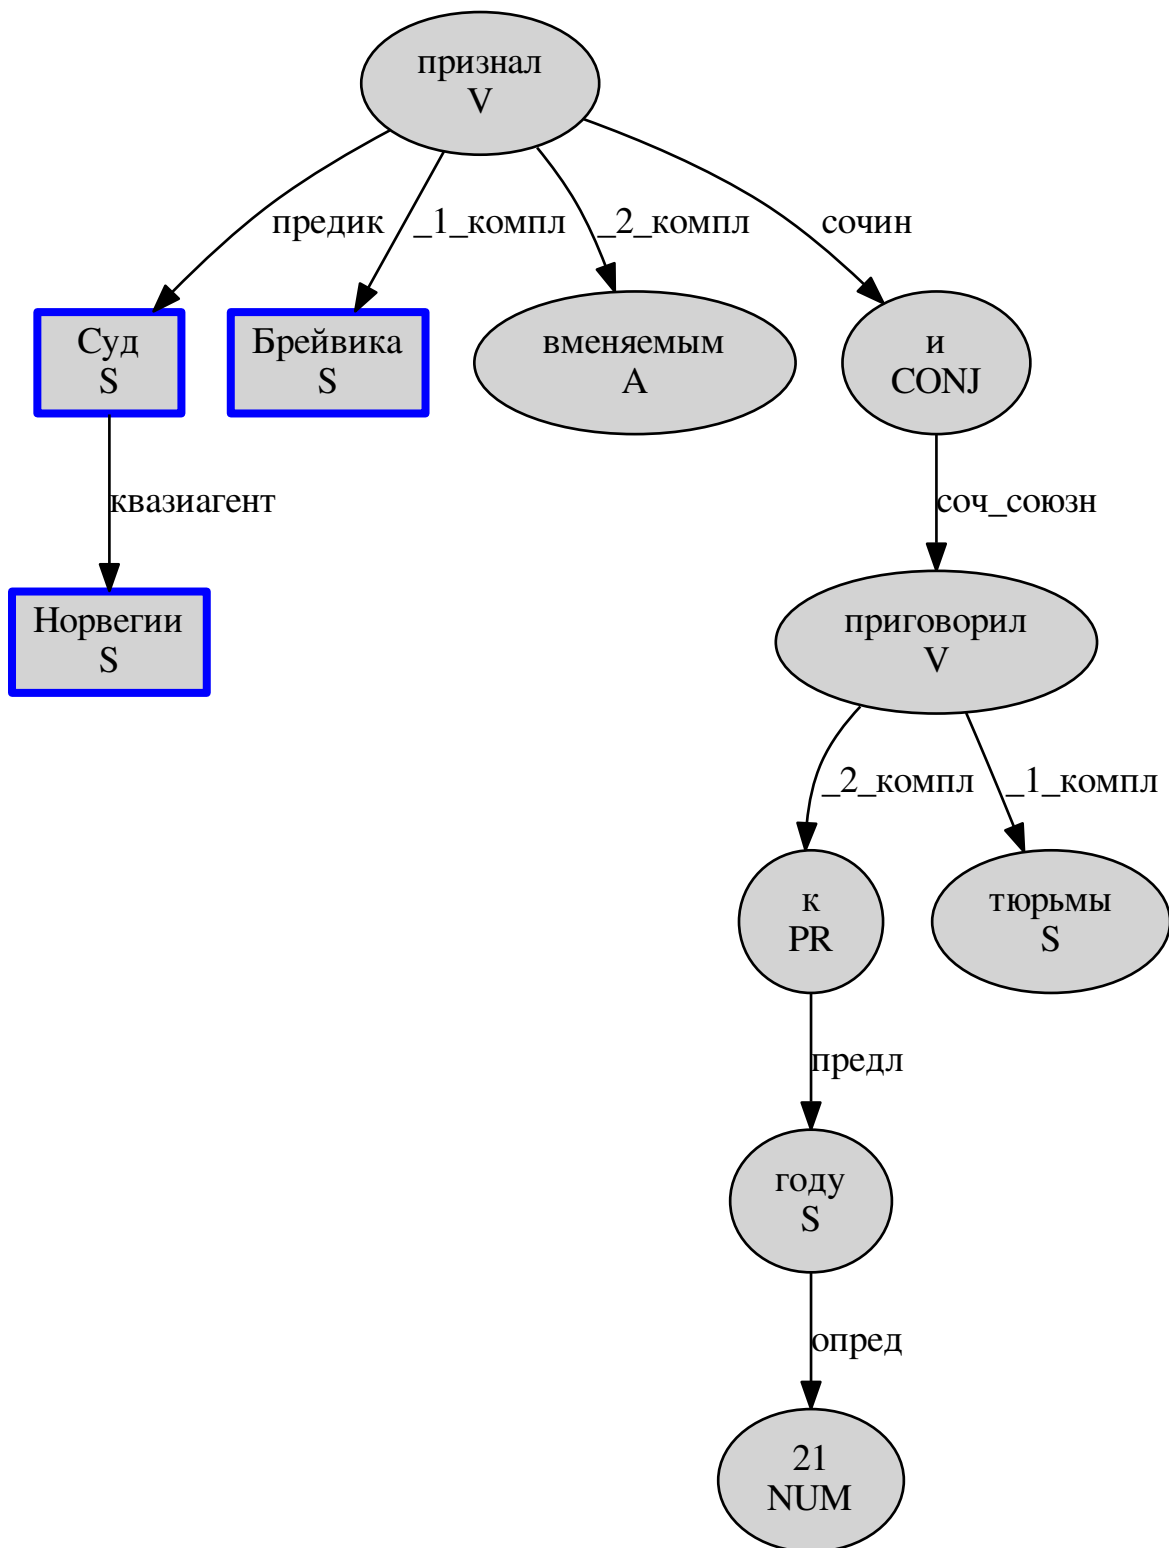 признал
V
предик
_1_компл
_2_компл
сочин
Суд
S
Брейвика
S
вменяемым
A
и
CONJ
квазиагент
соч_союзн
Норвегии
S
приговорил
V
_2_компл
_1_компл
к
PR
тюрьмы
S
предл
году
S
опред
21
NUM